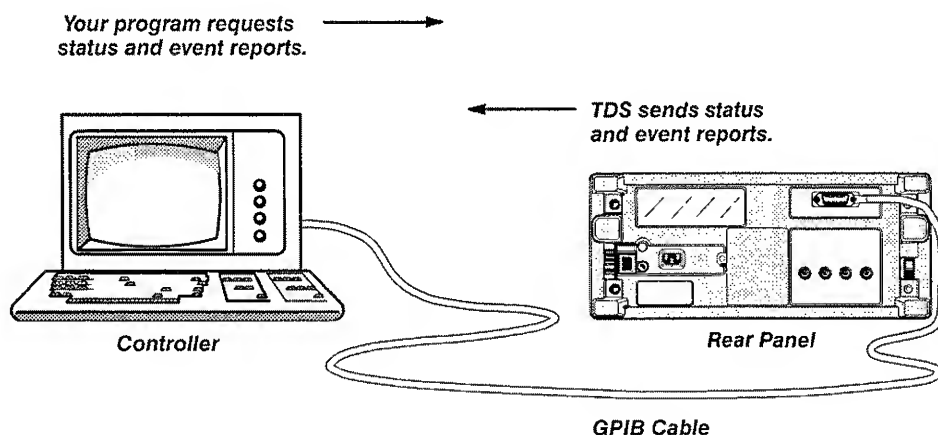 Your program requests
status and event reports.
TDS sends status
and event reports.
Controller
Rear Panel
GPIB Cable